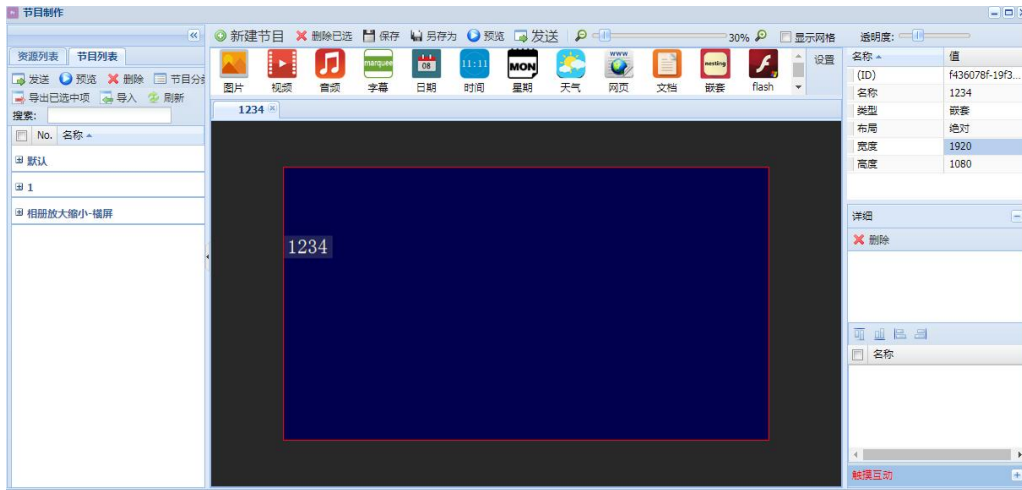 节目制作
新建节目 删除已选 保存 另存为 预览 发送 30% 显示网格 透明度:
资源列表 节目列表
发送 预览 删除 节目分类
导出已选中项 导入 刷新
搜索:
No. 名称
默认
1
相册放大缩小-横屏
marquee 08 11:11 MON www nesting
图片 视频 音频 字幕 日期 时间 星期 天气 网页 文档 嵌套 flash 设置
1234
1234
名称 值
(ID) f436078f-19f3...
名称 1234
类型 嵌套
布局 绝对
宽度 1920
高度 1080
详细
删除
名称
触摸互动